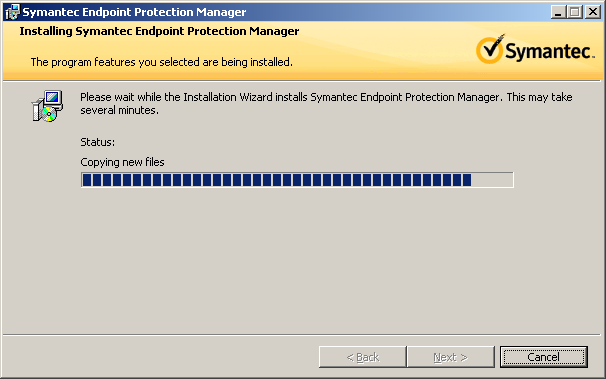 Symantec Endpoint Protection Manager
Installing Symantec Endpoint Protection Manager
The program features you selected are being installed.
Symantec.
Please wait while the Installation Wizard installs Symantec Endpoint Protection Manager. This may take
several minutes.
Status:
Copying new files
< Back
Next >
Cancel